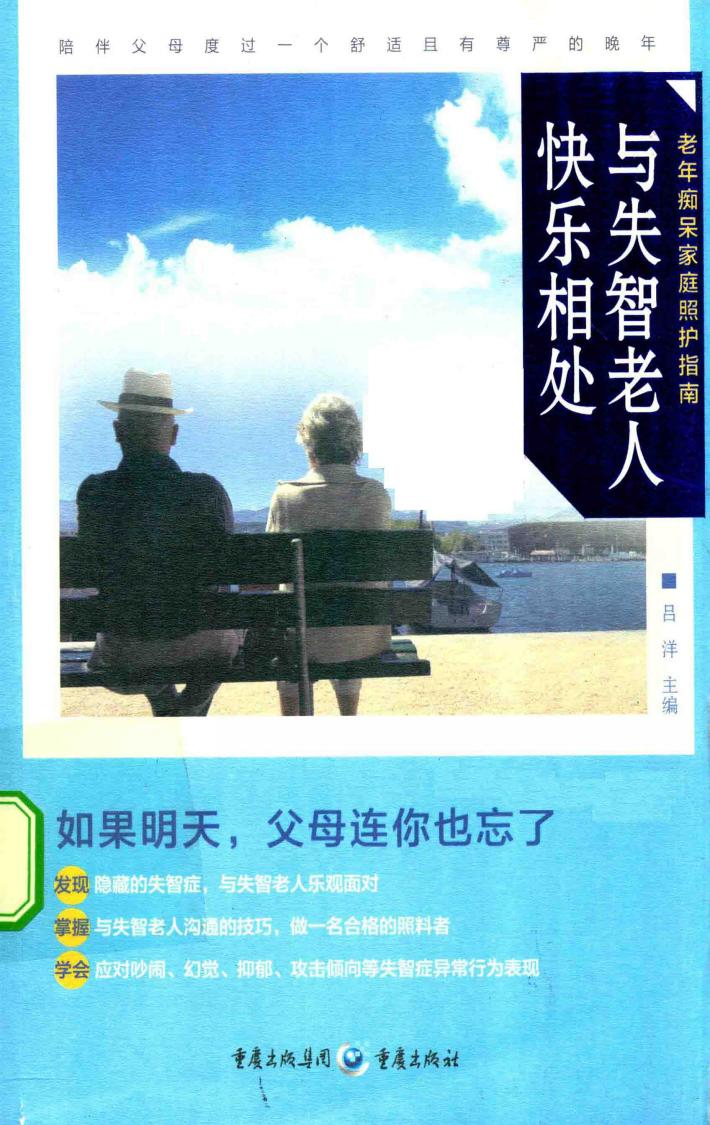 陪伴父母度过一个舒适且有尊严的晚年
老年痴呆家庭照护指南
与失智老人
快乐相处
吕洋 主编
如果明天，父母连你也忘了
发现 隐藏的失智症，与失智老人乐观面对
掌握 与失智老人沟通的技巧，做一名合格的照料者
学会 应对吵闹、幻觉、抑郁、攻击倾向等失智症异常行为表现
重庆出版集团 重庆出版社